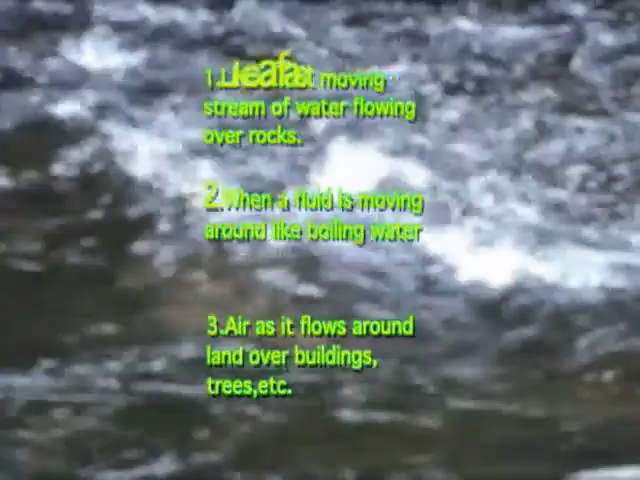 1. moving
stream of water flowing
over rocks.
2.When a fluid is moving
around like boiling water
3.Air as it flows around
land over buildings,
trees,etc.